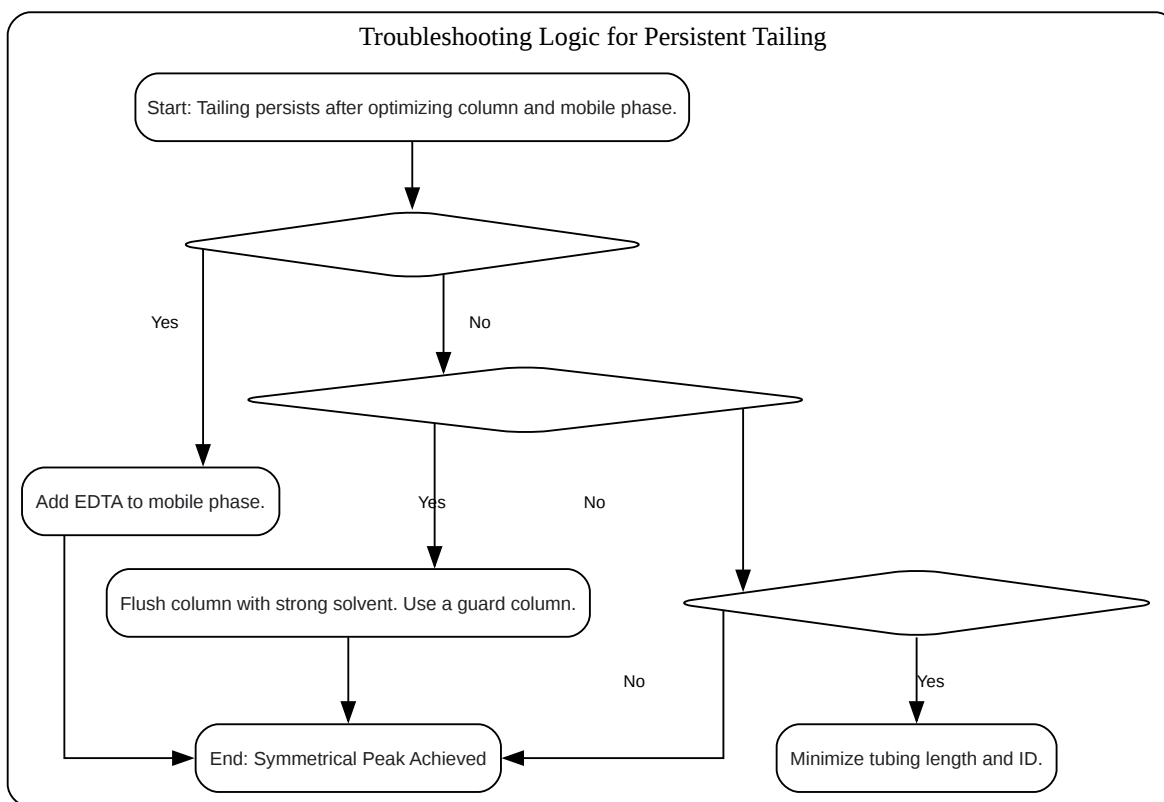 Troubleshooting Logic for Persistent Tailing
Start: Tailing persists after optimizing column and mobile phase.
Yes
No
Add EDTA to mobile phase.
Yes
No
Flush column with strong solvent. Use a guard column.
No
Yes
End: Symmetrical Peak Achieved
Minimize tubing length and ID.